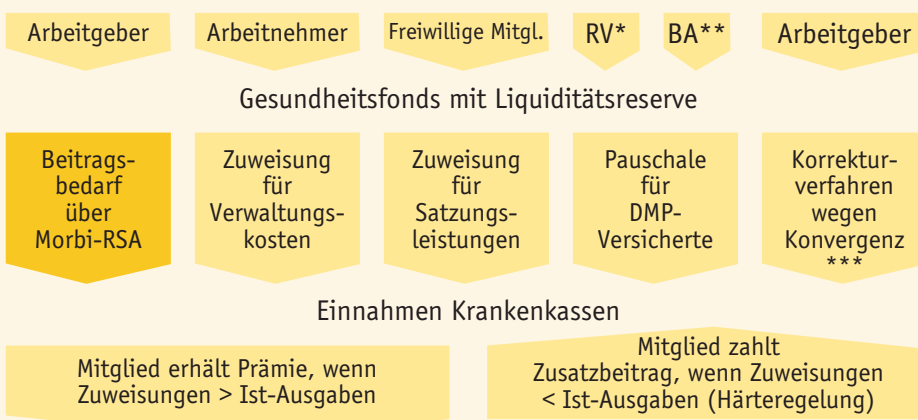 Arbeitgeber
Arbeitnehmer
Freiwillige Mitgl.
RV*
BA**
Arbeitgeber
Gesundheitsfonds mit Liquiditätsreserve
Beitrags-
bedarf
über
Morbi-RSA
Zuweisung
für
Verwaltungs-
kosten
Zuweisung
für
Satzungs-
leistungen
Pauschale
für
DMP-
Versicherte
Korrektur-
verfahren
wegen
Konvergenz
***
Einnahmen Krankenkassen
Mitglied erhält Prämie, wenn
Zuweisungen > Ist-Ausgaben
Mitglied zahlt
Zusatzbeitrag, wenn Zuweisungen
< Ist-Ausgaben (Härteregelung)